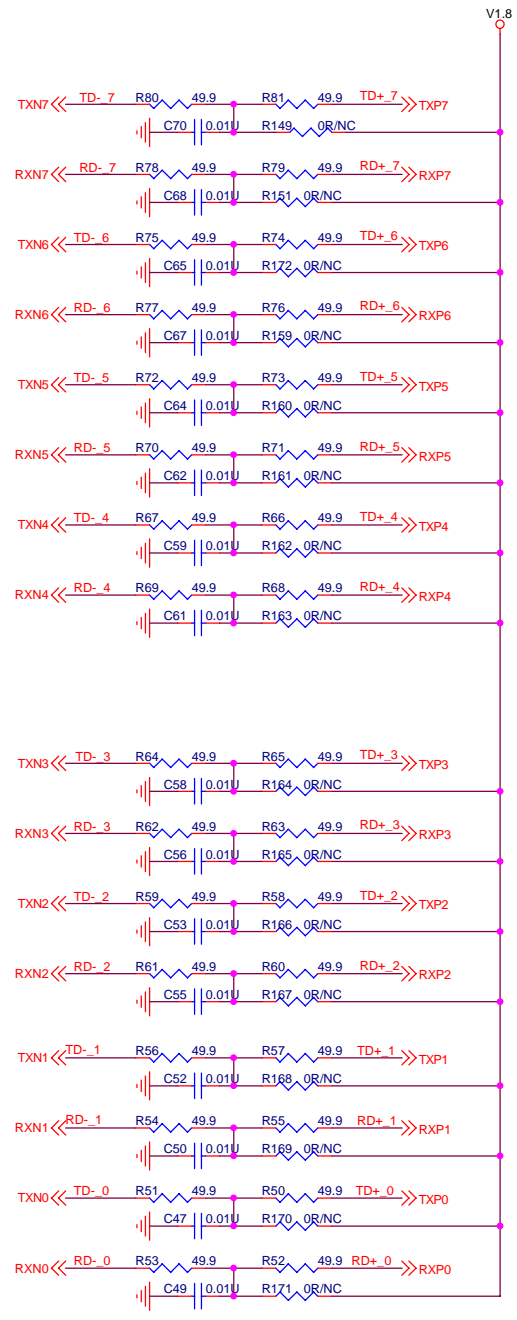 V1.8
TXN7 TD-_7 R80 49.9 R81 49.9 TD+_7 TXP7
C70 0.01U R149 0R/NC
RXN7 RD-_7 R78 49.9 R79 49.9 RD+_7 RXP7
C68 0.01U R151 0R/NC
TXN6 TD-_6 R75 49.9 R74 49.9 TD+_6 TXP6
C65 0.01U R172 0R/NC
RXN6 RD-_6 R77 49.9 R76 49.9 RD+_6 RXP6
C67 0.01U R159 0R/NC
TXN5 TD-_5 R72 49.9 R73 49.9 TD+_5 TXP5
C64 0.01U R160 0R/NC
RXN5 RD-_5 R70 49.9 R71 49.9 RD+_5 RXP5
C62 0.01U R161 0R/NC
TXN4 TD-_4 R67 49.9 R66 49.9 TD+_4 TXP4
C59 0.01U R162 0R/NC
RXN4 RD-_4 R69 49.9 R68 49.9 RD+_4 RXP4
C61 0.01U R163 0R/NC
TXN3 TD-_3 R64 49.9 R65 49.9 TD+_3 TXP3
C58 0.01U R164 0R/NC
RXN3 RD-_3 R62 49.9 R63 49.9 RD+_3 RXP3
C56 0.01U R165 0R/NC
TXN2 TD-_2 R59 49.9 R58 49.9 TD+_2 TXP2
C53 0.01U R166 0R/NC
RXN2 RD-_2 R61 49.9 R60 49.9 RD+_2 RXP2
C55 0.01U R167 0R/NC
TXN1 TD-_1 R56 49.9 R57 49.9 TD+_1 TXP1
C52 0.01U R168 0R/NC
RXN1 RD-_1 R54 49.9 R55 49.9 RD+_1 RXP1
C50 0.01U R169 0R/NC
TXN0 TD-_0 R51 49.9 R50 49.9 TD+_0 TXP0
C47 0.01U R170 0R/NC
RXN0 RD-_0 R53 49.9 R52 49.9 RD+_0 RXP0
C49 0.01U R171 0R/NC